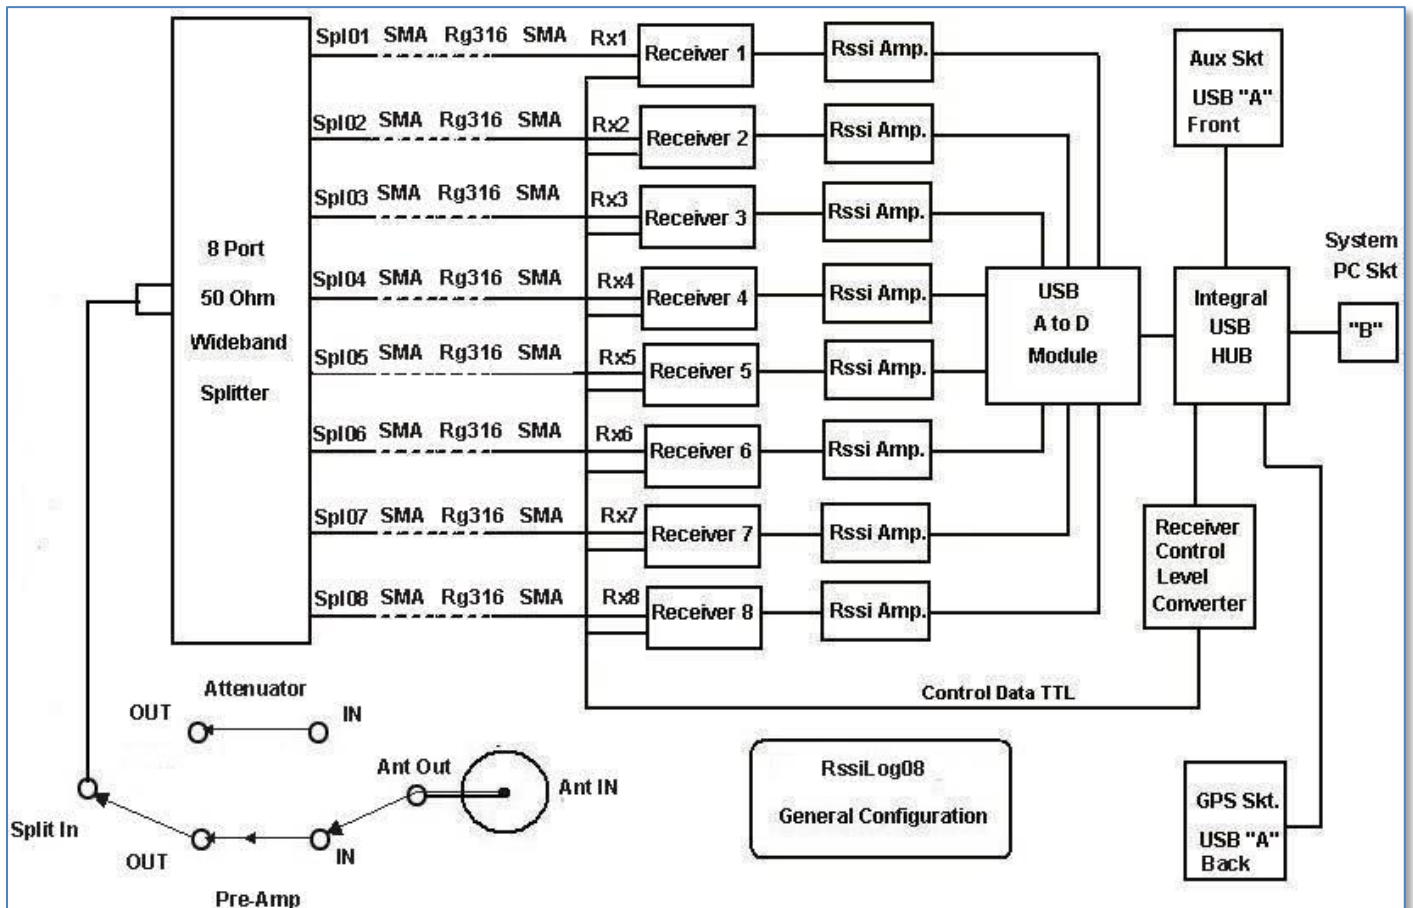 Spl01 SMA Rg316 SMA Rx1
Receiver 1
Rssi Amp.
Spl02 SMA Rg316 SMA Rx2
Receiver 2
Rssi Amp.
Spl03 SMA Rg316 SMA Rx3
Receiver 3
Rssi Amp.
Spl04 SMA Rg316 SMA Rx4
Receiver 4
Rssi Amp.
Spl05 SMA Rg316 SMA Rx5
Receiver 5
Rssi Amp.
Spl06 SMA Rg316 SMA Rx6
Receiver 6
Rssi Amp.
Spl07 SMA Rg316 SMA Rx7
Receiver 7
Rssi Amp.
Spl08 SMA Rg316 SMA Rx8
Receiver 8
Rssi Amp.
8 Port
50 Ohm
Wideband
Splitter
USB
A to D
Module
Aux Skt
USB "A"
Front
Integral
USB
HUB
System
PC Skt
"B"
Receiver
Control
Level
Converter
Control Data TTL
GPS Skt.
USB "A"
Back
Attenuator
OUT
IN
Ant Out
Ant IN
Split In
OUT
IN
Pre-Amp
RssiLog08
General Configuration